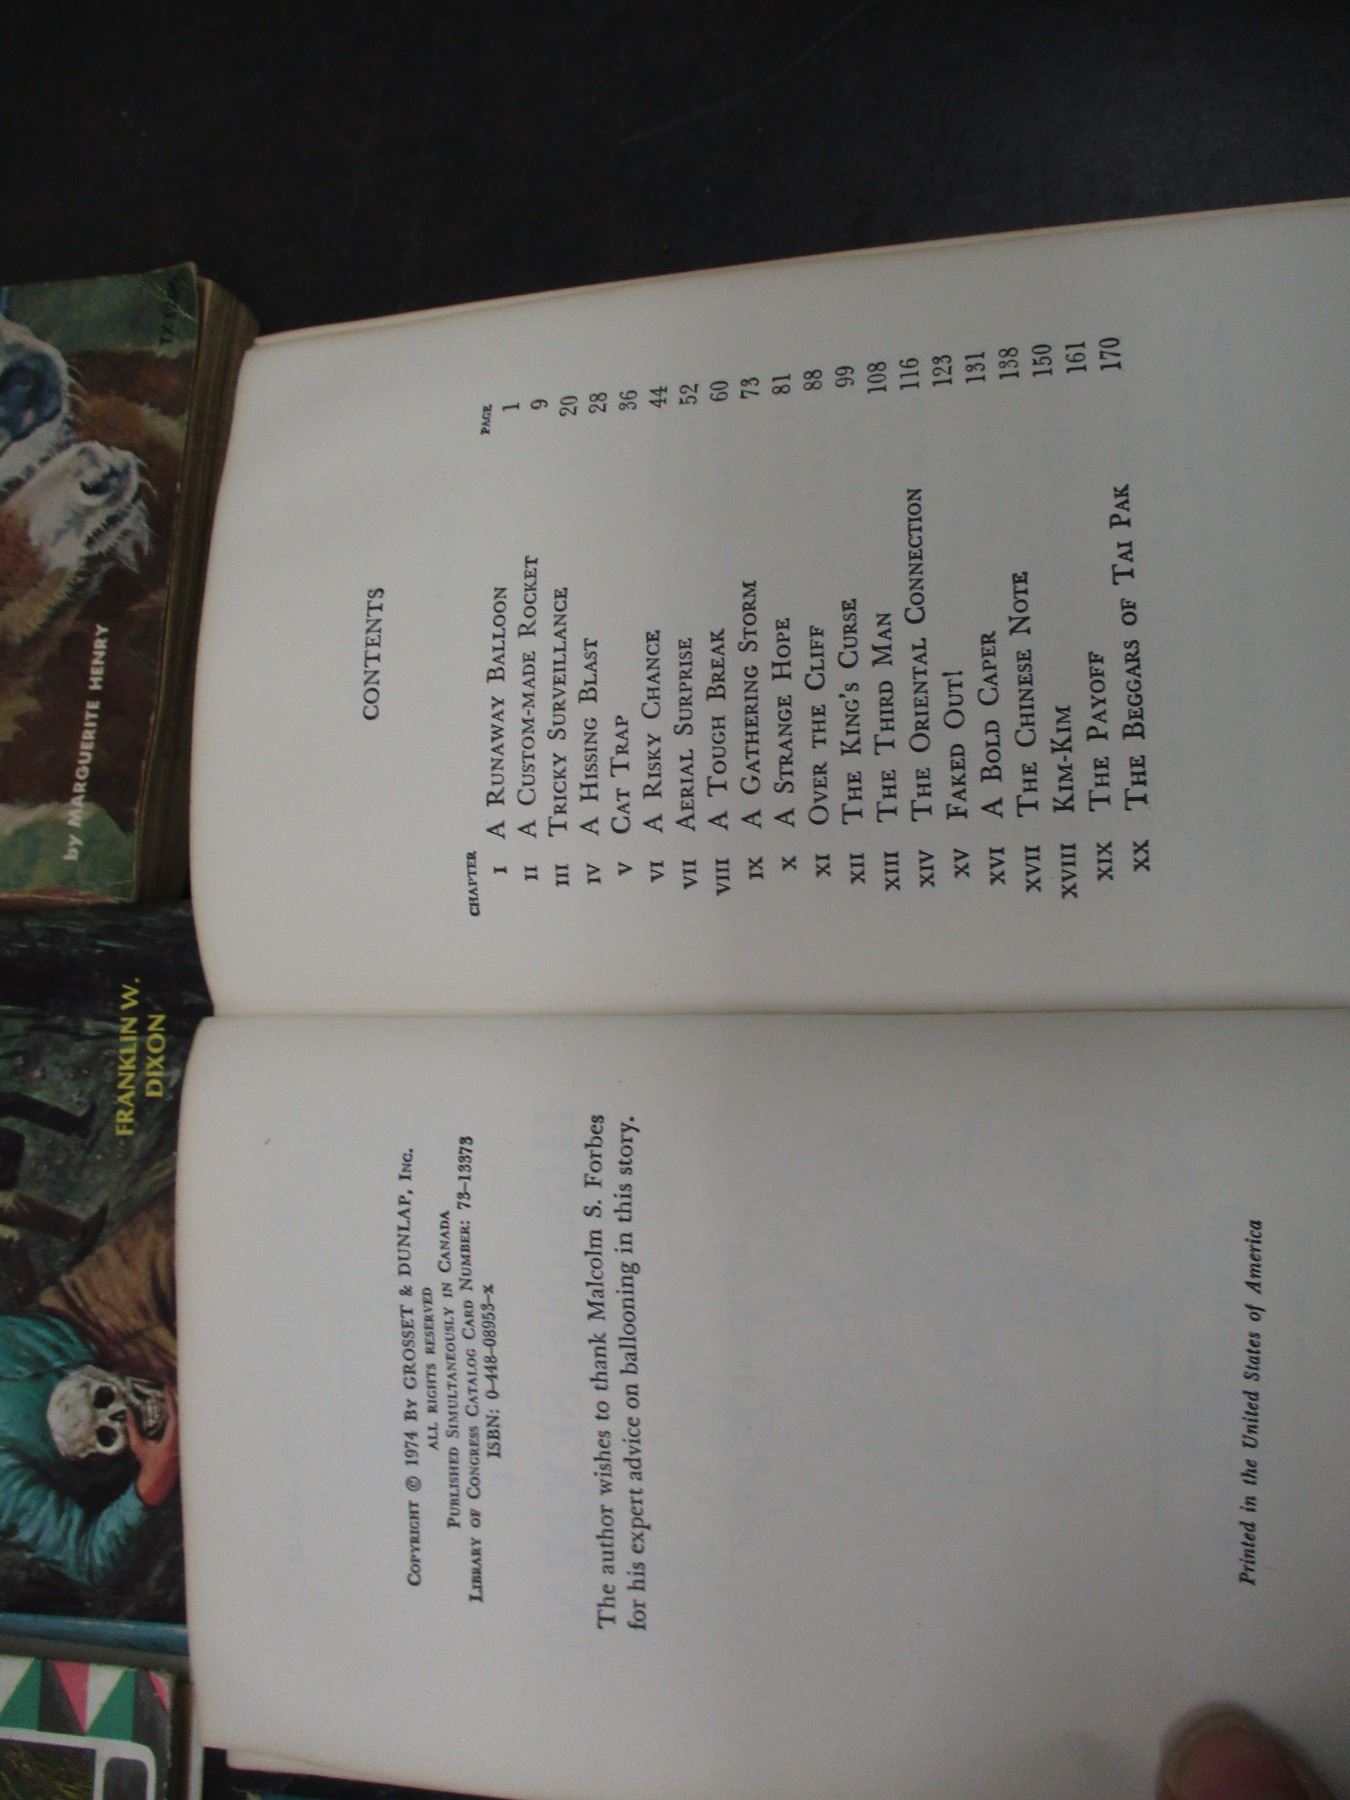 by MARGUERITE HENRY
FRANKLIN W.
DIXON
COPYRIGHT © 1974 BY GROSSET & DUNLAP, INC.
ALL RIGHTS RESERVED
PUBLISHED SIMULTANEOUSLY IN CANADA
LIBRARY OF CONGRESS CATALOG CARD NUMBER: 73-13373
ISBN: 0-448-08953-x
The author wishes to thank Malcolm S. Forbes
for his expert advice on ballooning in this story.
Printed in the United States of America
CONTENTS
CHAPTER PAGE
I A RUNAWAY BALLOON 1
II A CUSTOM-MADE ROCKET 9
III TRICKY SURVEILLANCE 20
IV A HISSING BLAST 28
V CAT TRAP 36
VI A RISKY CHANCE 44
VII AERIAL SURPRISE 52
VIII A TOUGH BREAK 60
IX A GATHERING STORM 73
X A STRANGE HOPE 81
XI OVER THE CLIFF 88
XII THE KING'S CURSE 99
XIII THE THIRD MAN 108
XIV THE ORIENTAL CONNECTION 116
XV FAKED OUT! 123
XVI A BOLD CAPER 131
XVII THE CHINESE NOTE 138
XVIII KIM-KIM 150
XIX THE PAYOFF 161
XX THE BEGGARS OF TAI PAK 170